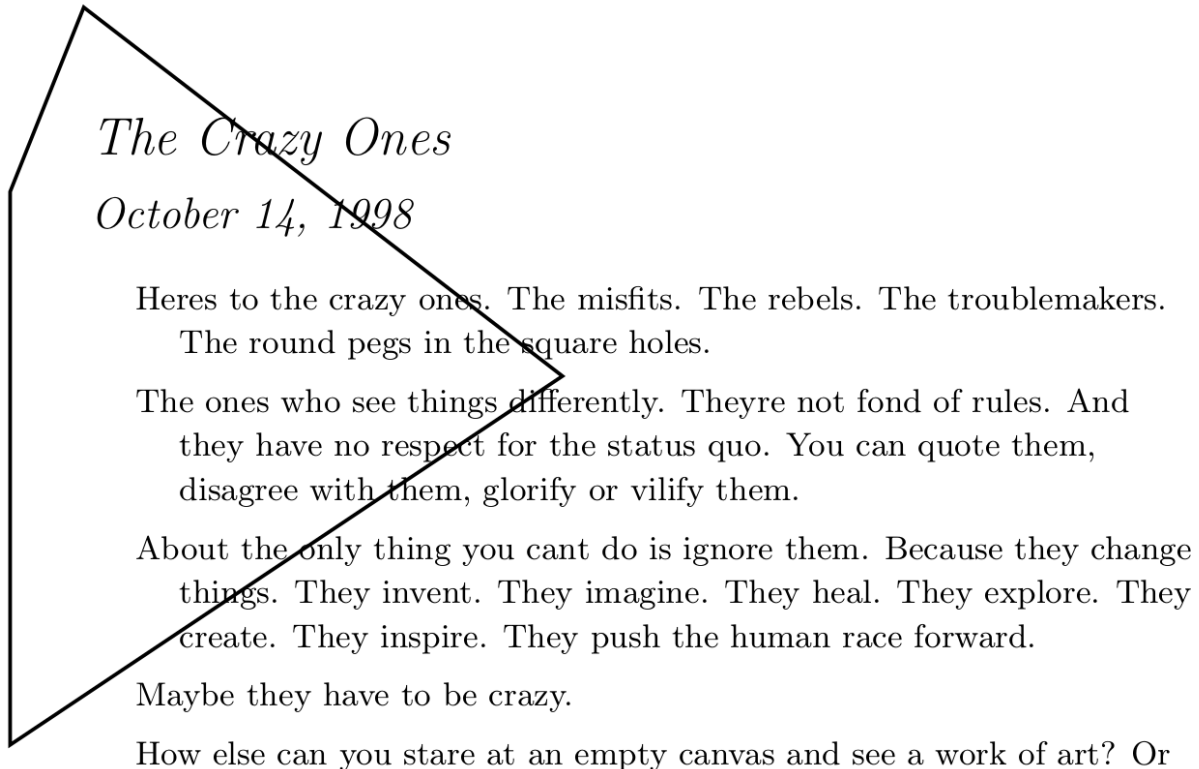 The Crazy Ones
October 14, 1998
Heres to the crazy ones. The misfits. The rebels. The troublemakers.
The round pegs in the square holes.
The ones who see things differently. Theyre not fond of rules. And
they have no respect for the status quo. You can quote them,
disagree with them, glorify or vilify them.
About the only thing you cant do is ignore them. Because they change
things. They invent. They imagine. They heal. They explore. They
create. They inspire. They push the human race forward.
Maybe they have to be crazy.
How else can you stare at an empty canvas and see a work of art? Or